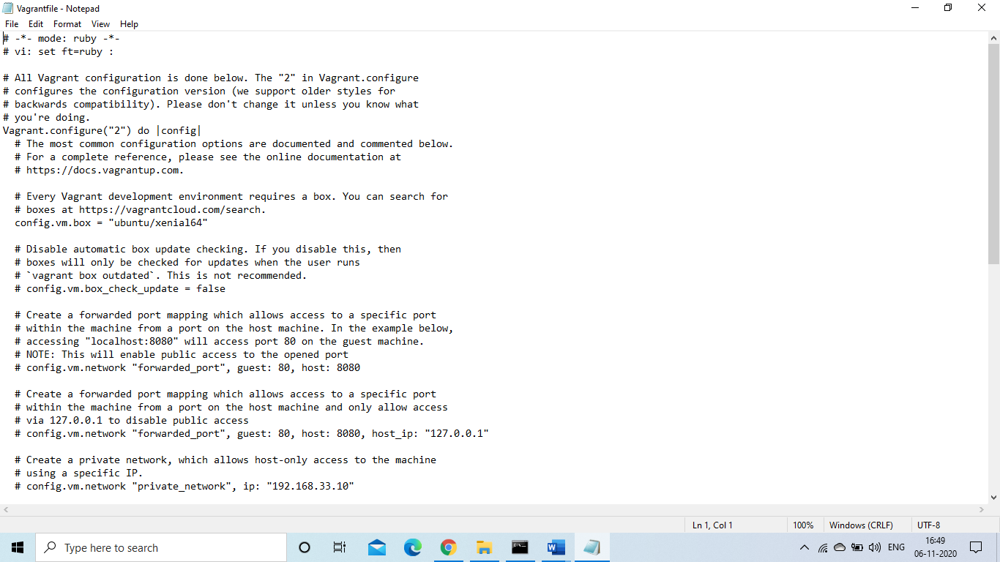 Vagrantfile - Notepad
File Edit Format View Help
# -*- mode: ruby -*-
# vi: set ft=ruby :
# All Vagrant configuration is done below. The "2" in Vagrant.configure
# configures the configuration version (we support older styles for
# backwards compatibility). Please don't change it unless you know what
# you're doing.
Vagrant.configure("2") do |config|
  # The most common configuration options are documented and commented below.
  # For a complete reference, please see the online documentation at
  # https://docs.vagrantup.com.
  # Every Vagrant development environment requires a box. You can search for
  # boxes at https://vagrantcloud.com/search.
  config.vm.box = "ubuntu/xenial64"
  # Disable automatic box update checking. If you disable this, then
  # boxes will only be checked for updates when the user runs
  # `vagrant box outdated`. This is not recommended.
  # config.vm.box_check_update = false
  # Create a forwarded port mapping which allows access to a specific port
  # within the machine from a port on the host machine. In the example below,
  # accessing "localhost:8080" will access port 80 on the guest machine.
  # NOTE: This will enable public access to the opened port
  # config.vm.network "forwarded_port", guest: 80, host: 8080
  # Create a forwarded port mapping which allows access to a specific port
  # within the machine from a port on the host machine and only allow access
  # via 127.0.0.1 to disable public access
  # config.vm.network "forwarded_port", guest: 80, host: 8080, host_ip: "127.0.0.1"
  # Create a private network, which allows host-only access to the machine
  # using a specific IP.
  # config.vm.network "private_network", ip: "192.168.33.10"
Ln 1, Col 1 100% Windows (CRLF) UTF-8
Type here to search
ENG
16:49
06-11-2020